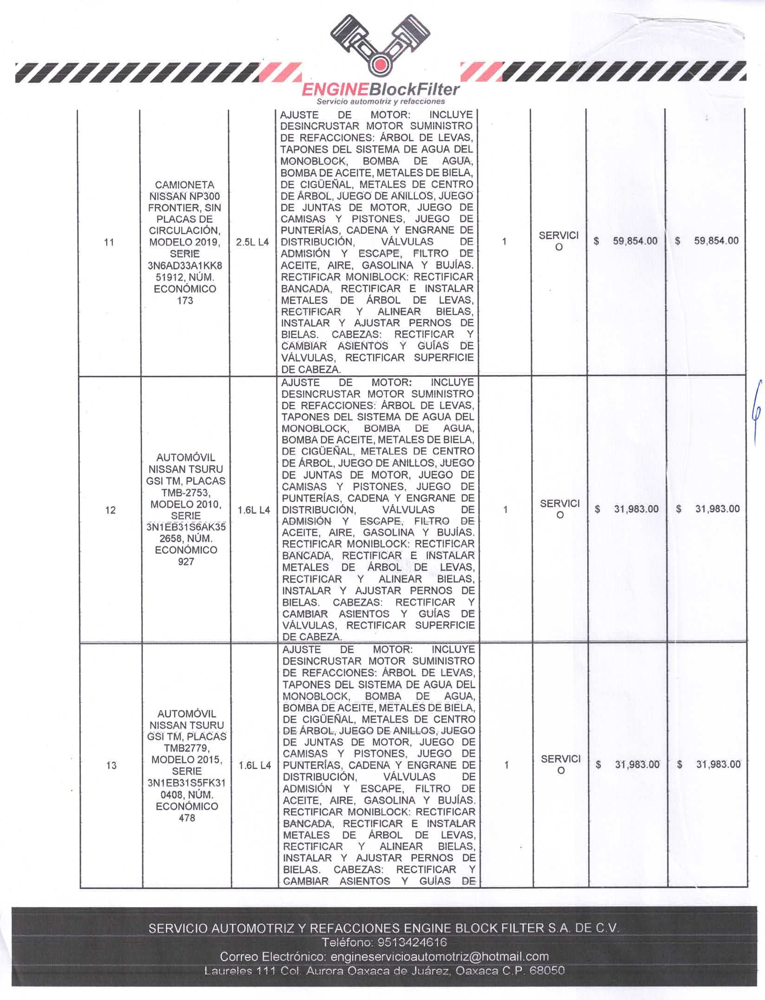 ENGINEBlockFilter
Servicio automotriz y refacciones
11
CAMIONETA
NISSAN NP300
FRONTIER, SIN
PLACAS DE
CIRCULACIÓN,
MODELO 2019,
SERIE
3N6AD33A1KK8
51912, NÚM.
ECONÓMICO
173
2.5L L4
AJUSTE DE MOTOR: INCLUYE
DESINCRUSTAR MOTOR SUMINISTRO
DE REFACCIONES: ÁRBOL DE LEVAS,
TAPONES DEL SISTEMA DE AGUA DEL
MONOBLOCK, BOMBA DE AGUA,
BOMBA DE ACEITE, METALES DE BIELA,
DE CIGÜEÑAL, METALES DE CENTRO
DE ÁRBOL, JUEGO DE ANILLOS, JUEGO
DE JUNTAS DE MOTOR, JUEGO DE
CAMISAS Y PISTONES, JUEGO DE
PUNTERÍAS, CADENA Y ENGRANE DE
DISTRIBUCIÓN, VÁLVULAS DE
ADMISIÓN Y ESCAPE, FILTRO DE
ACEITE, AIRE, GASOLINA Y BUJÍAS.
RECTIFICAR MONIBLOCK: RECTIFICAR
BANCADA, RECTIFICAR E INSTALAR
METALES DE ÁRBOL DE LEVAS,
RECTIFICAR Y ALINEAR BIELAS,
INSTALAR Y AJUSTAR PERNOS DE
BIELAS. CABEZAS: RECTIFICAR Y
CAMBIAR ASIENTOS Y GUÍAS DE
VÁLVULAS, RECTIFICAR SUPERFICIE
DE CABEZA.
1
SERVICI
O
$ 59,854.00
$ 59,854.00
12
AUTOMÓVIL
NISSAN TSURU
GSI TM, PLACAS
TMB-2753,
MODELO 2010,
SERIE
3N1EB31S6AK35
2658, NÚM.
ECONÓMICO
927
1.6L L4
AJUSTE DE MOTOR: INCLUYE
DESINCRUSTAR MOTOR SUMINISTRO
DE REFACCIONES: ÁRBOL DE LEVAS,
TAPONES DEL SISTEMA DE AGUA DEL
MONOBLOCK, BOMBA DE AGUA,
BOMBA DE ACEITE, METALES DE BIELA,
DE CIGÜEÑAL, METALES DE CENTRO
DE ÁRBOL, JUEGO DE ANILLOS, JUEGO
DE JUNTAS DE MOTOR, JUEGO DE
CAMISAS Y PISTONES, JUEGO DE
PUNTERÍAS, CADENA Y ENGRANE DE
DISTRIBUCIÓN, VÁLVULAS DE
ADMISIÓN Y ESCAPE, FILTRO DE
ACEITE, AIRE, GASOLINA Y BUJÍAS.
RECTIFICAR MONIBLOCK: RECTIFICAR
BANCADA, RECTIFICAR E INSTALAR
METALES DE ÁRBOL DE LEVAS,
RECTIFICAR Y ALINEAR BIELAS,
INSTALAR Y AJUSTAR PERNOS DE
BIELAS. CABEZAS: RECTIFICAR Y
CAMBIAR ASIENTOS Y GUÍAS DE
VÁLVULAS, RECTIFICAR SUPERFICIE
DE CABEZA.
1
SERVICI
O
$ 31,983.00
$ 31,983.00
13
AUTOMÓVIL
NISSAN TSURU
GSI TM, PLACAS
TMB2779,
MODELO 2015,
SERIE
3N1EB31S5FK31
0408, NÚM.
ECONÓMICO
478
1.6L L4
AJUSTE DE MOTOR: INCLUYE
DESINCRUSTAR MOTOR SUMINISTRO
DE REFACCIONES: ÁRBOL DE LEVAS,
TAPONES DEL SISTEMA DE AGUA DEL
MONOBLOCK, BOMBA DE AGUA,
BOMBA DE ACEITE, METALES DE BIELA,
DE CIGÜEÑAL, METALES DE CENTRO
DE ÁRBOL, JUEGO DE ANILLOS, JUEGO
DE JUNTAS DE MOTOR, JUEGO DE
CAMISAS Y PISTONES, JUEGO DE
PUNTERÍAS, CADENA Y ENGRANE DE
DISTRIBUCIÓN, VÁLVULAS DE
ADMISIÓN Y ESCAPE, FILTRO DE
ACEITE, AIRE, GASOLINA Y BUJÍAS.
RECTIFICAR MONIBLOCK: RECTIFICAR
BANCADA, RECTIFICAR E INSTALAR
METALES DE ÁRBOL DE LEVAS,
RECTIFICAR Y ALINEAR BIELAS,
INSTALAR Y AJUSTAR PERNOS DE
BIELAS. CABEZAS: RECTIFICAR Y
CAMBIAR ASIENTOS Y GUÍAS DE
1
SERVICI
O
$ 31,983.00
$ 31,983.00
SERVICIO AUTOMOTRIZ Y REFACCIONES ENGINE BLOCK FILTER S.A. DE C.V.
Teléfono: 9513424616
Correo Electrónico: engineservicioautomotriz@hotmail.com
Laureles 111 Col. Aurora Oaxaca de Juárez, Oaxaca C.P. 68050